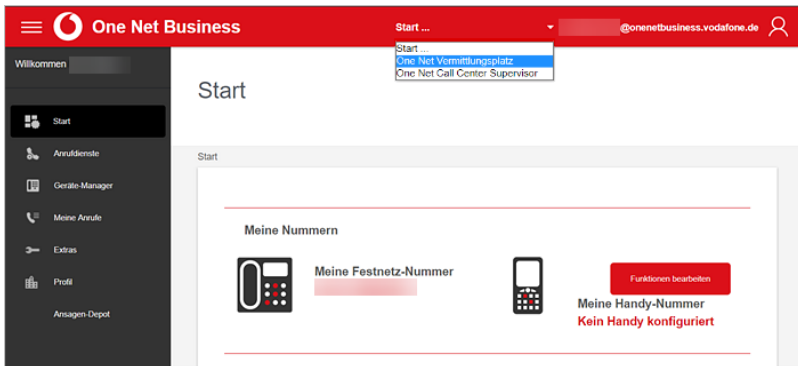 One Net Business
Start ...
@onenetbusiness.vodafone.de
Start ...
One Net Vermittlungsplatz
One Net Call Center Supervisor
Willkommen
Start
Start
Anrufdienste
Geräte-Manager
Meine Anrufe
Extras
Profil
Ansagen-Depot
Start
Meine Nummern
Meine Festnetz-Nummer
Funktionen bearbeiten
Meine Handy-Nummer
Kein Handy konfiguriert